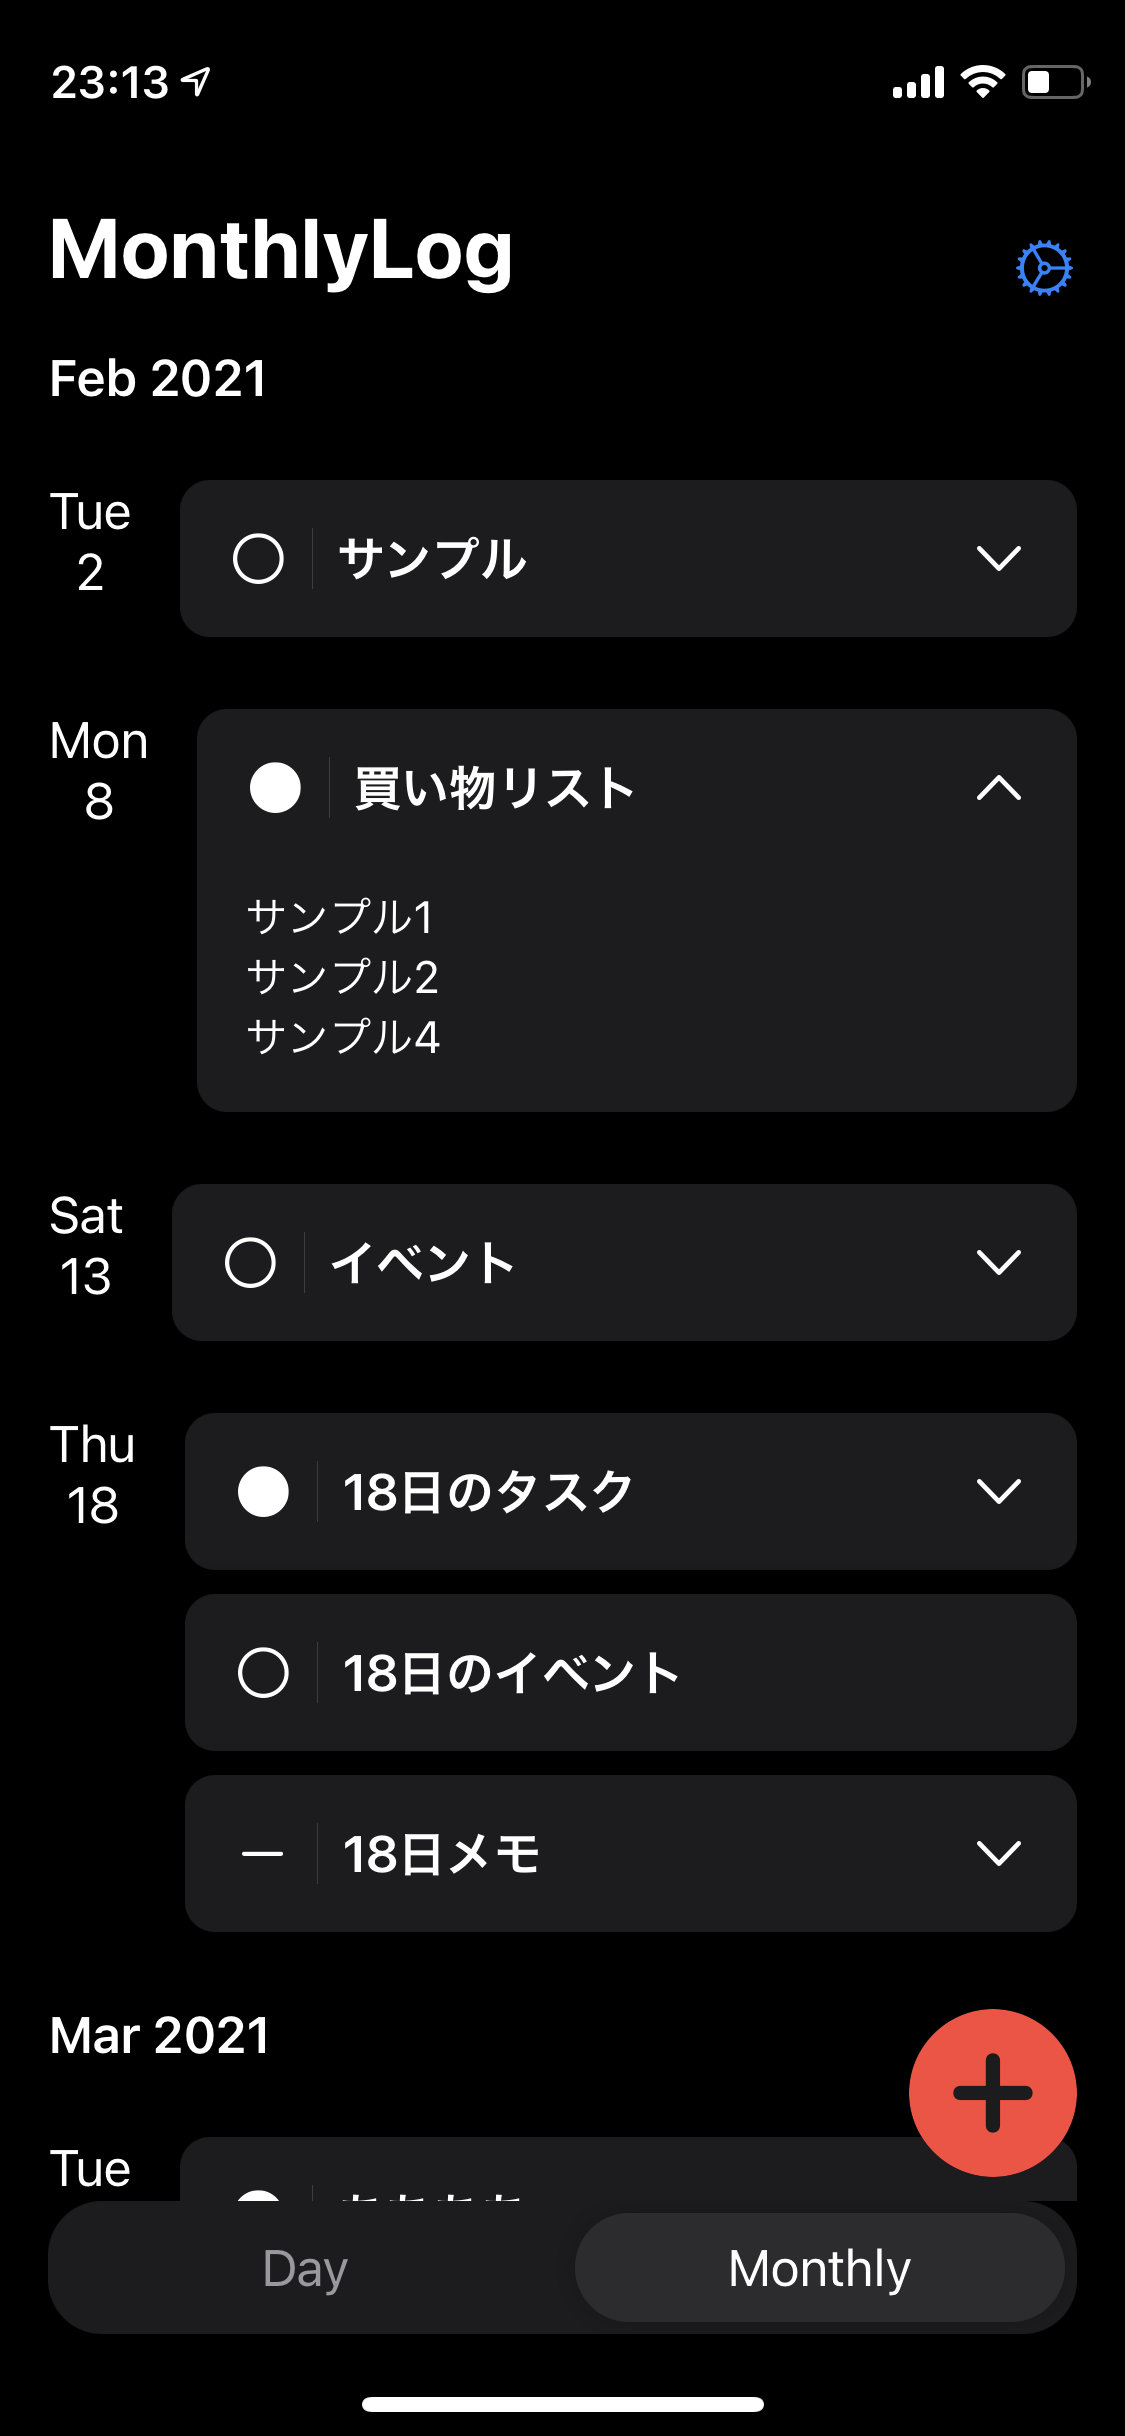 23:13
MonthlyLog
Feb 2021
Tue
2
サンプル
Mon
8
買い物リスト
サンプル1
サンプル2
サンプル4
Sat
13
イベント
Thu
18
18日のタスク
18日のイベント
18日メモ
Mar 2021
Tue
Day
Monthly